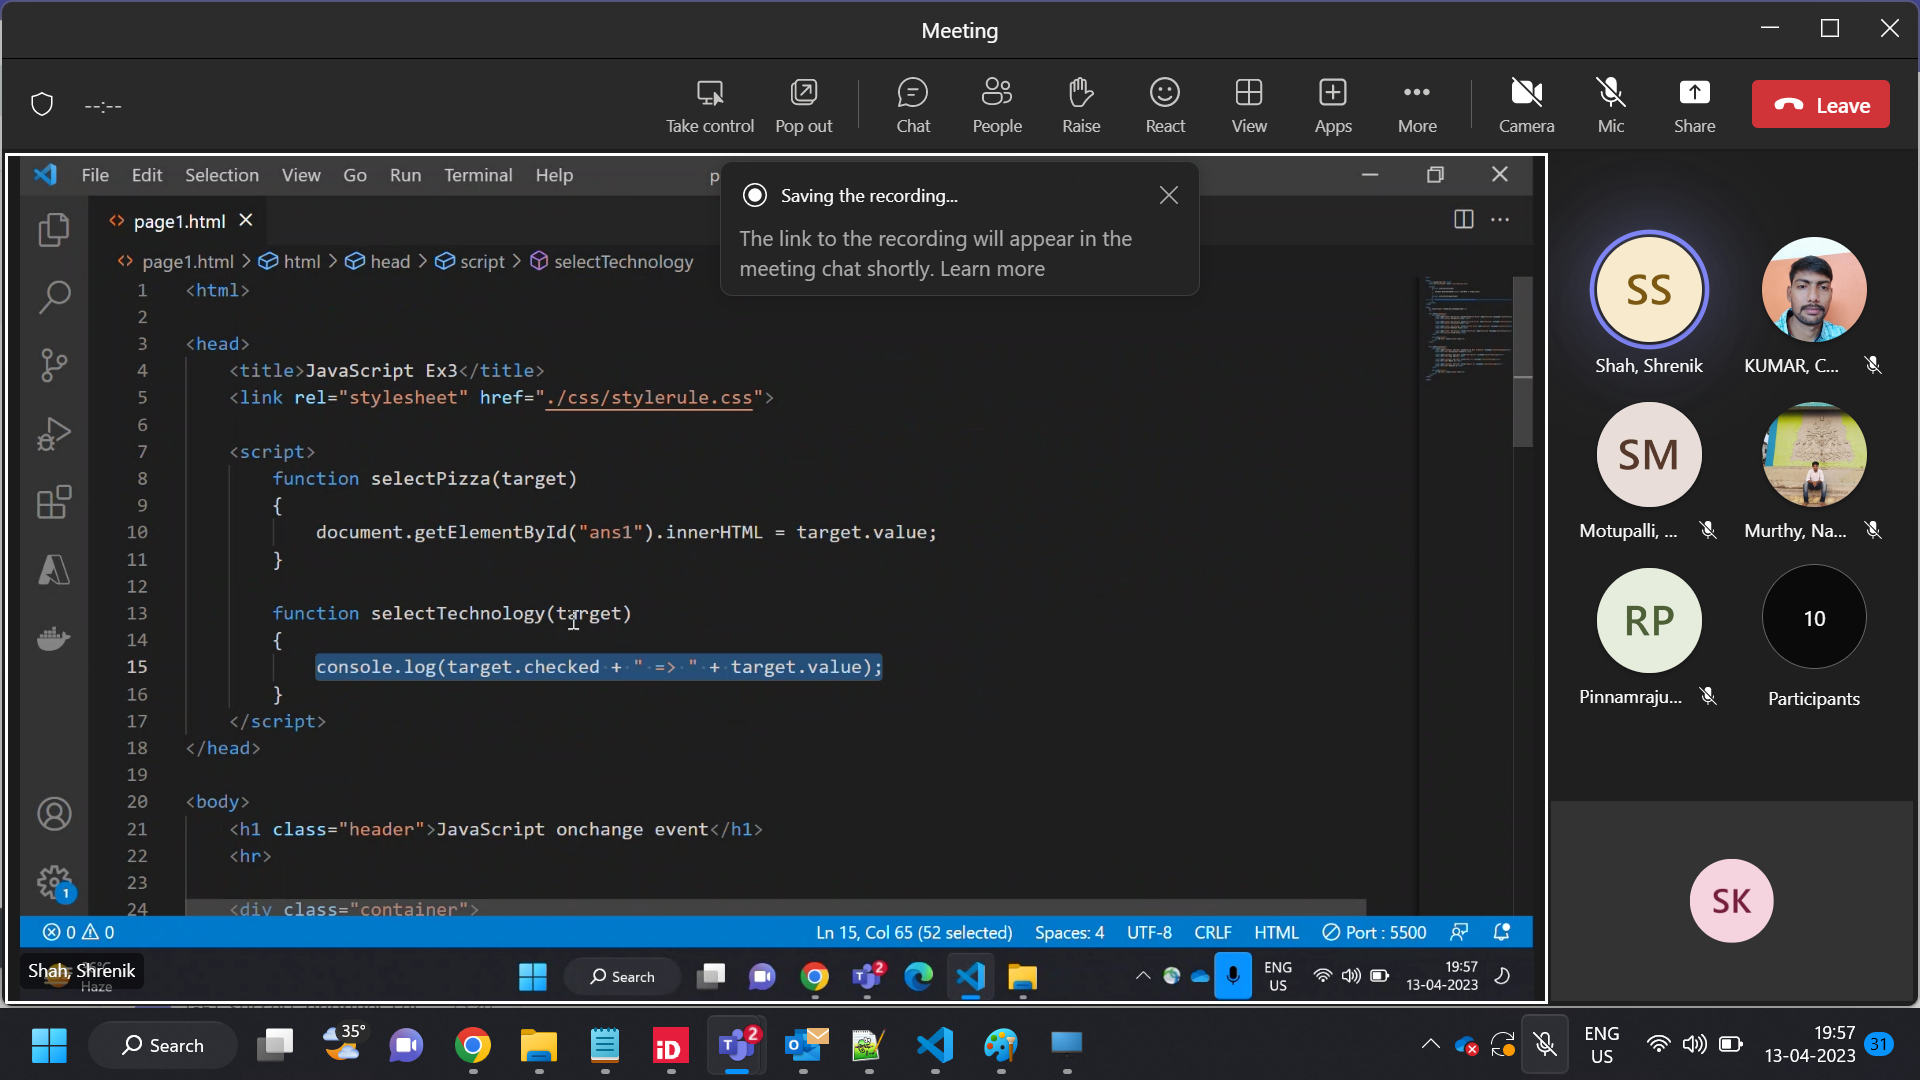 Meeting
--:--
Take control
Pop out
Chat
People
Raise
React
View
Apps
More
Camera
Mic
Share
Leave
File Edit Selection View Go Run Terminal Help
Saving the recording...
The link to the recording will appear in the
meeting chat shortly. Learn more
page1.html
page1.html > html > head > script > selectTechnology
1 <html>
2
3 <head>
4 <title>JavaScript Ex3</title>
5 <link rel="stylesheet" href="./css/stylerule.css">
6
7 <script>
8 function selectPizza(target)
9 {
10 document.getElementById("ans1").innerHTML = target.value;
11 }
12
13 function selectTechnology(target)
14 {
15 console.log(target.checked + " => " + target.value);
16 }
17 </script>
18 </head>
19
20 <body>
21 <h1 class="header">JavaScript onchange event</h1>
22 <hr>
23
24 <div class="container">
1
0 0
Ln 15, Col 65 (52 selected)
Spaces: 4
UTF-8
CRLF
HTML
Port : 5500
Shah, Shrenik
Haze
Search
2
ENG
US
19:57
13-04-2023
SS
Shah, Shrenik
KUMAR, C...
SM
Motupalli, ...
Murthy, Na...
RP
Pinnamraju...
10
Participants
SK
Search
35°
iD
2
ENG
US
19:57
13-04-2023
31